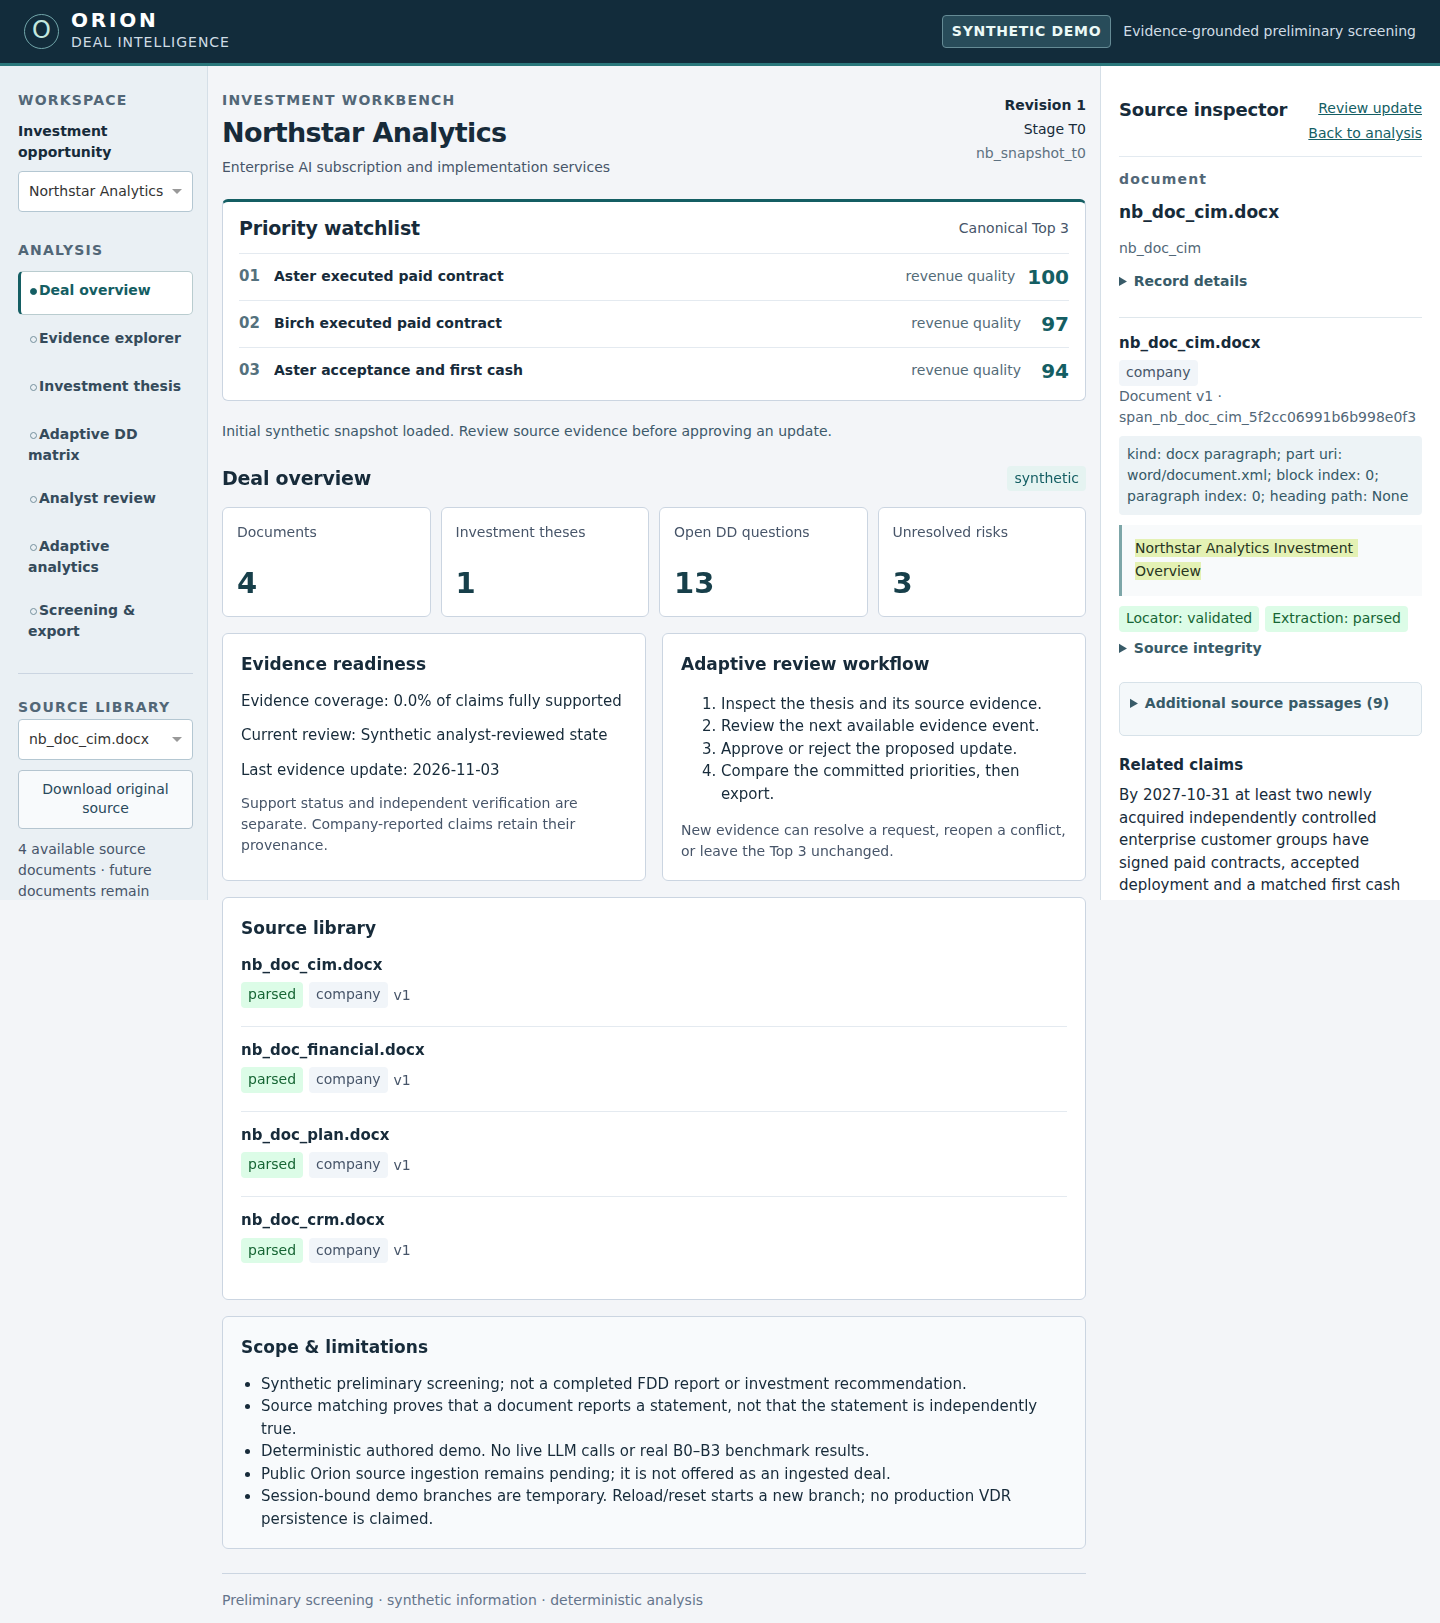 O
ORION
DEAL INTELLIGENCE
SYNTHETIC DEMO
Evidence-grounded preliminary screening
WORKSPACE
Investment
opportunity
Northstar Analytics
ANALYSIS
Deal overview
Evidence explorer
Investment thesis
Adaptive DD
matrix
Analyst review
Adaptive
analytics
Screening &
export
SOURCE LIBRARY
nb_doc_cim.docx
Download original
source
4 available source
documents · future
documents remain
INVESTMENT WORKBENCH
Northstar Analytics
Enterprise AI subscription and implementation services
Revision 1
Stage T0
nb_snapshot_t0
Priority watchlist
Canonical Top 3
01 Aster executed paid contract revenue quality 100
02 Birch executed paid contract revenue quality 97
03 Aster acceptance and first cash revenue quality 94
Initial synthetic snapshot loaded. Review source evidence before approving an update.
Deal overview
synthetic
Documents
4
Investment theses
1
Open DD questions
13
Unresolved risks
3
Evidence readiness
Evidence coverage: 0.0% of claims fully supported
Current review: Synthetic analyst-reviewed state
Last evidence update: 2026-11-03
Support status and independent verification are
separate. Company-reported claims retain their
provenance.
Adaptive review workflow
1. Inspect the thesis and its source evidence.
2. Review the next available evidence event.
3. Approve or reject the proposed update.
4. Compare the committed priorities, then
export.
New evidence can resolve a request, reopen a conflict,
or leave the Top 3 unchanged.
Source library
nb_doc_cim.docx
parsed company v1
nb_doc_financial.docx
parsed company v1
nb_doc_plan.docx
parsed company v1
nb_doc_crm.docx
parsed company v1
Scope & limitations
• Synthetic preliminary screening; not a completed FDD report or investment recommendation.
• Source matching proves that a document reports a statement, not that the statement is independently
true.
• Deterministic authored demo. No live LLM calls or real B0–B3 benchmark results.
• Public Orion source ingestion remains pending; it is not offered as an ingested deal.
• Session-bound demo branches are temporary. Reload/reset starts a new branch; no production VDR
persistence is claimed.
Preliminary screening · synthetic information · deterministic analysis
Source inspector
Review update
Back to analysis
document
nb_doc_cim.docx
nb_doc_cim
Record details
nb_doc_cim.docx
company
Document v1 ·
span_nb_doc_cim_5f2cc06991b6b998e0f3
kind: docx paragraph; part uri:
word/document.xml; block index: 0;
paragraph index: 0; heading path: None
Northstar Analytics Investment
Overview
Locator: validated
Extraction: parsed
Source integrity
Additional source passages (9)
Related claims
By 2027-10-31 at least two newly
acquired independently controlled
enterprise customer groups have
signed paid contracts, accepted
deployment and a matched first cash